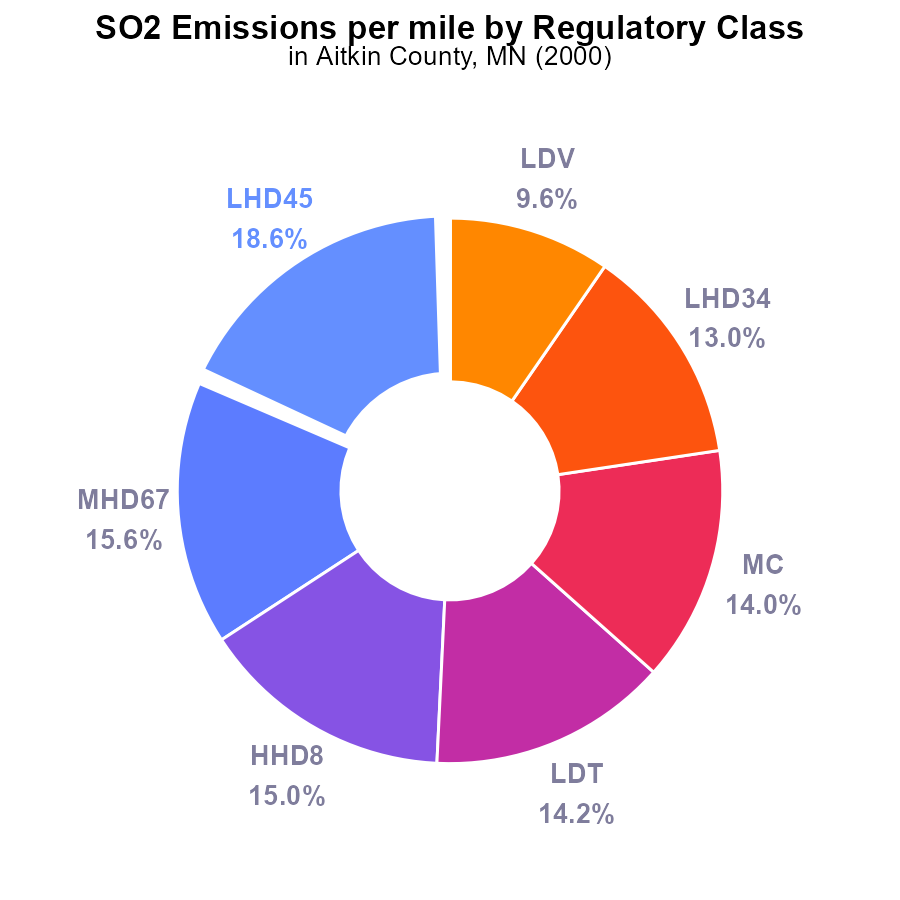 SO2 Emissions per mile by Regulatory Class
in Aitkin County, MN (2000)
LDV
9.6%
LHD45
18.6%
LHD34
13.0%
MHD67
15.6%
MC
14.0%
HHD8
15.0%
LDT
14.2%